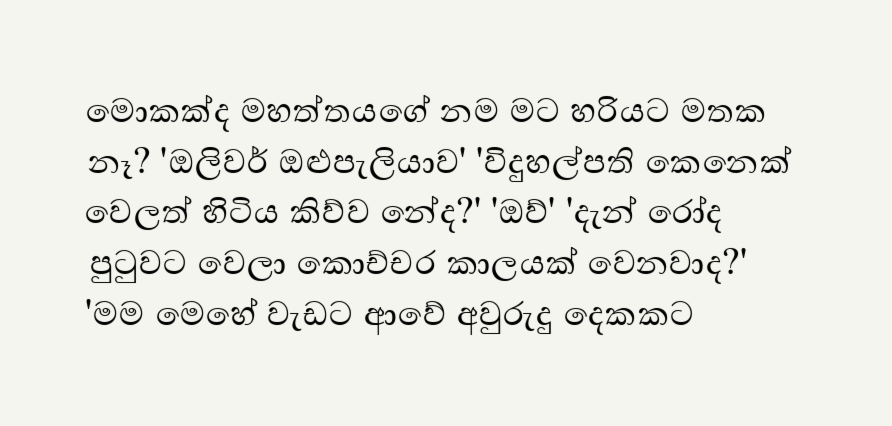 මොකක්ද මහත්තයගේ නම මට හරියට මතක
නෑ? 'ඔලිවර් ඔළුපැලියාව' 'විදුහල්පති කෙනෙක්
වෙලත් හිටිය කිව්ව නේද?' 'ඔව්' 'දැන් රෝද
පුටුවට වෙලා කොච්චර කාලයක් වෙනවාද?'
'මම මෙහේ වැඩට ආවේ අවුරුදු දෙකකට